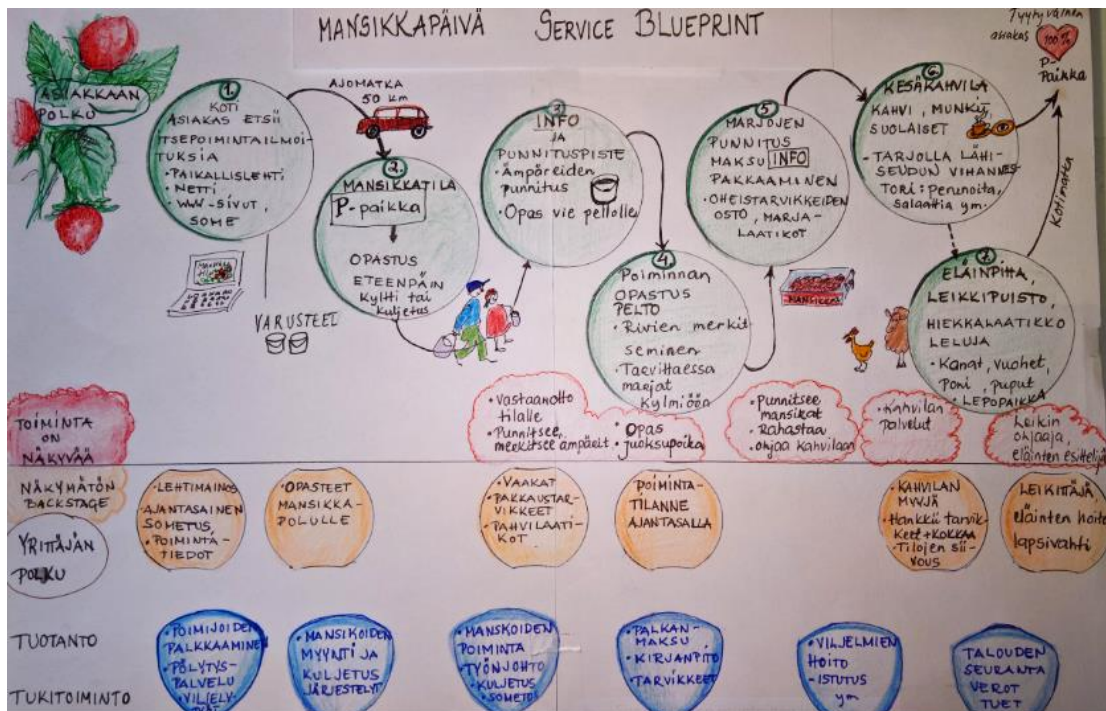 MANSIKKAPÄIVÄ SERVICE BLUEPRINT
Tyytyväinen
asiakas
100%
P-
Paikka
ASIAKKAAN
POLKU
1.
KOTI
ASIAKAS ETSII
ITSEPOIMINTAILMOI-
TUKSIA
- PAIKALLISLEHTI
- NETTI
- WWW-SIVUT,
SOME
VARUSTEET
AJOMATKA
50 km
2.
MANSIKKATILA
P-paikka
OPASTUS
ETEENPÄIN
Kyltti tai
kuljetus
3
INFO
JA
PUNNITUSPISTE
• Ämpäreiden
punnitus
• Opas vie pellolle
4
Poiminnan
OPASTUS
PELTO
• Rivien merkit-
seminen
• Tarvittaessa
marjat
Kylmiöön
5
MARJOJEN
PUNNITUS
MAKSU INFO
PAKKAAMINEN
• OHEISTARVIKKEIDEN
OSTO, MARJA-
LAATIKOT
6
KESÄKAHVILA
KAHVI, MUNKIT
SUOLAISET
- TARJOLLA LÄHI-
SEUDUN VIHANNES-
TORI: perunoita,
salaattia ym.
Kotimatka
7.
ELÄINPIHA,
LEIKKIPUISTO,
HIEKKALAATIKKO
LELUJA
• Kanat, vuohet,
Poni, puput
• LEPOPAIKKA
TOIMINTA
ON
NÄKYVÄÄ
• Vastaanotto
tilalle
• Punnitsee,
merkitsee ämpärit
• Opas
juoksupoika
• Punnitsee
mansikat
• Rahastaa
• ohjaa kahvilaan
• Kahvilan
palvelut
Leikin
ohjaaja,
eläinten esittelijä
NÄKYMÄTÖN
BACKSTAGE
YRITTÄJÄN
POLKU
• LEHTIMAINOS
AJANTASAINEN
SOMETUS,
• POIMINTA-
TIEDOT
• OPASTEET
MANSIKKA-
POLULLE
• VAAKAT
• PAKKAUSTAR-
VIKKEET
• PAHVILAATI-
KOT
POIMINTA-
TILANNE
AJANTASALLA
• KAHVILAN
MYYJÄ
• Hankkii tarvik-
keet + KOKKAA
• Tilojen sii-
vous
LEIKITTÄJÄ,
eläinten hoito
lapsivahti
TUOTANTO
TUKITOIMINTO
• POIMIJOIDEN
PALKKAAMINEN
• PÖLYTYS-
PALVELU
• MANSIKOIDEN
MYYNTI JA
KULJETUS
JÄRJESTELYT
• MANSKOIDEN
POIMINTA
• TYÖNJOHTO
• KULJETUS
• SOMETUS
• PALKAN-
MAKSU
• KIRJANPITO
• TARVIKKEET
• VILJELMIEN
HOITO
- ISTUTUS
ym
TALOUDEN
SEURANTA
VEROT
TUET